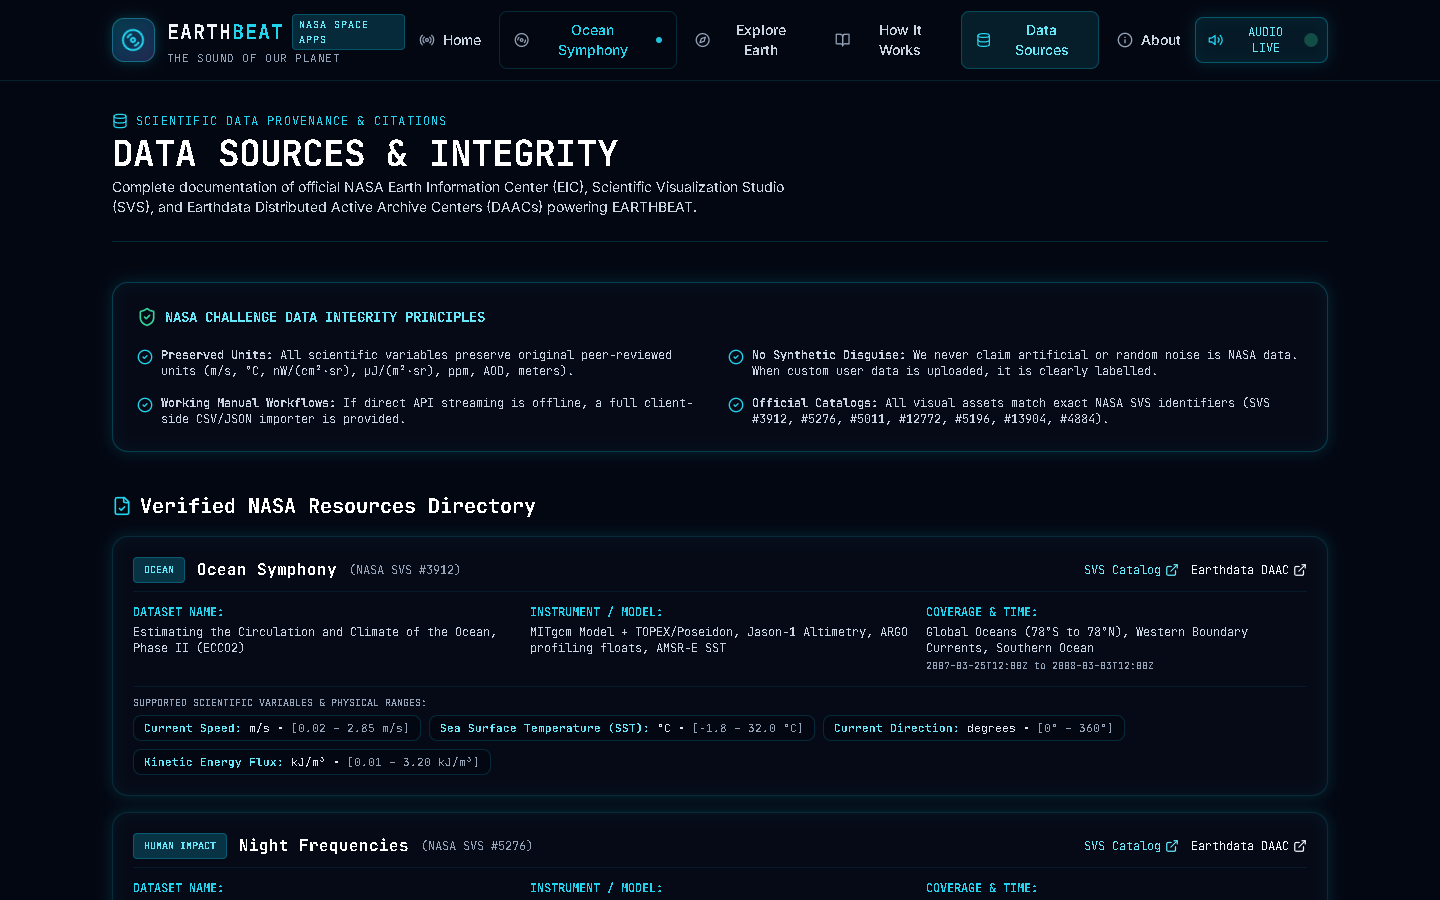 EARTHBEAT
NASA SPACE
APPS
THE SOUND OF OUR PLANET
Home
Ocean
Symphony
Explore
Earth
How It
Works
Data
Sources
About
AUDIO
LIVE
SCIENTIFIC DATA PROVENANCE & CITATIONS
DATA SOURCES & INTEGRITY
Complete documentation of official NASA Earth Information Center (EIC), Scientific Visualization Studio
(SVS), and Earthdata Distributed Active Archive Centers (DAACs) powering EARTHBEAT.
NASA CHALLENGE DATA INTEGRITY PRINCIPLES
Preserved Units: All scientific variables preserve original peer-reviewed
units (m/s, °C, nW/(cm²·sr), µJ/(m²·sr), ppm, AOD, meters).
No Synthetic Disguise: We never claim artificial or random noise is NASA data.
When custom user data is uploaded, it is clearly labelled.
Working Manual Workflows: If direct API streaming is offline, a full client-
side CSV/JSON importer is provided.
Official Catalogs: All visual assets match exact NASA SVS identifiers (SVS
#3912, #5276, #5011, #12772, #5196, #13904, #4884).
Verified NASA Resources Directory
OCEAN
Ocean Symphony (NASA SVS #3912)
SVS Catalog
Earthdata DAAC
DATASET NAME:
Estimating the Circulation and Climate of the Ocean,
Phase II (ECCO2)
INSTRUMENT / MODEL:
MITgcm Model + TOPEX/Poseidon, Jason-1 Altimetry, ARGO
profiling floats, AMSR-E SST
COVERAGE & TIME:
Global Oceans (78°S to 78°N), Western Boundary
Currents, Southern Ocean
2007-03-25T12:00Z to 2008-03-03T12:00Z
SUPPORTED SCIENTIFIC VARIABLES & PHYSICAL RANGES:
Current Speed: m/s • [0.02 – 2.85 m/s]
Sea Surface Temperature (SST): °C • [-1.8 – 32.0 °C]
Current Direction: degrees • [0° – 360°]
Kinetic Energy Flux: kJ/m³ • [0.01 – 3.20 kJ/m³]
HUMAN IMPACT
Night Frequencies (NASA SVS #5276)
SVS Catalog
Earthdata DAAC
DATASET NAME:
INSTRUMENT / MODEL:
COVERAGE & TIME: